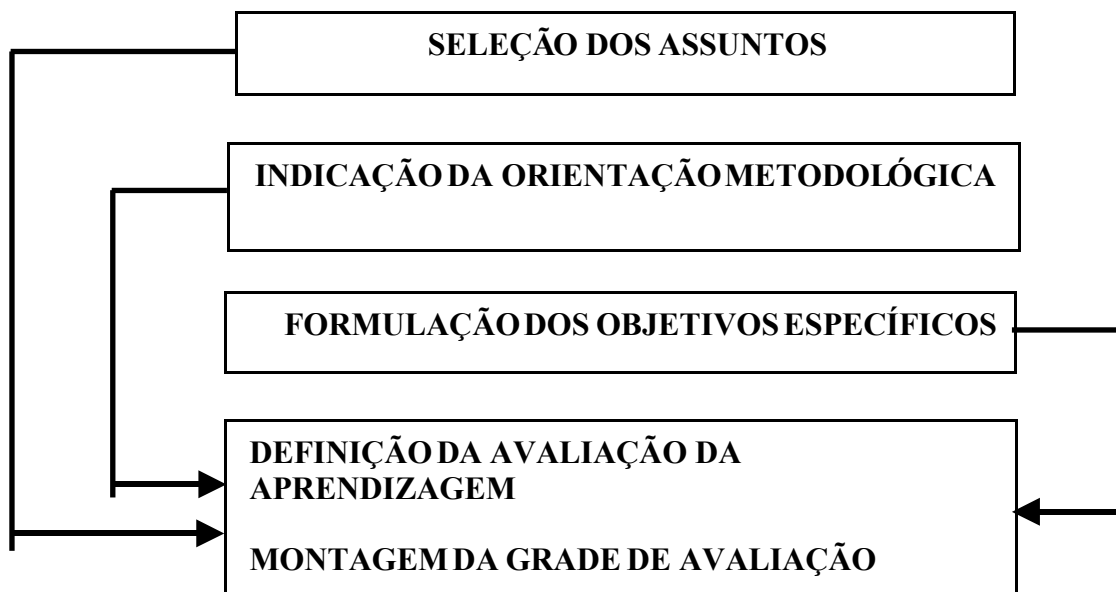 SELEÇÃO DOS ASSUNTOS
INDICAÇÃO DA ORIENTAÇÃO METODOLÓGICA
FORMULAÇÃO DOS OBJETIVOS ESPECÍFICOS
DEFINIÇÃO DA AVALIAÇÃO DA
APRENDIZAGEM
MONTAGEM DA GRADE DE AVALIAÇÃO